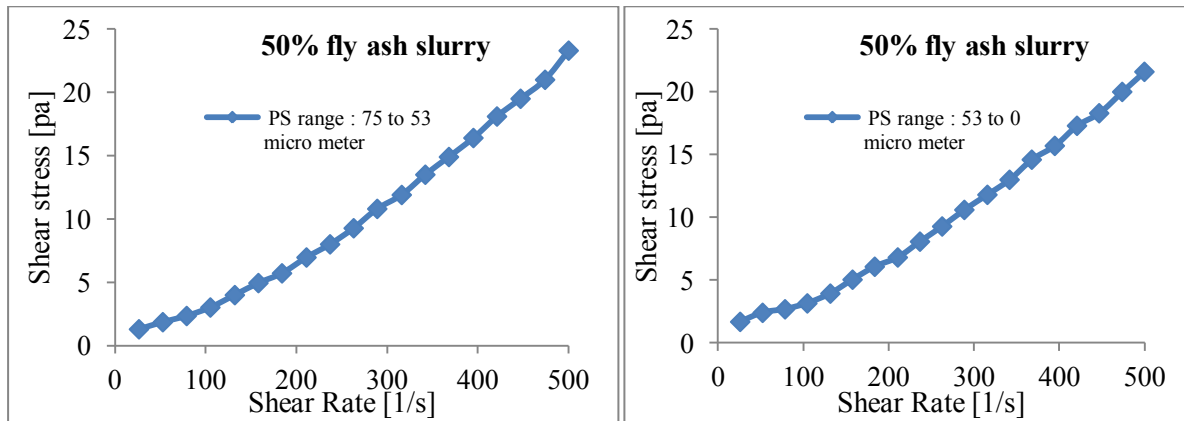 50% fly ash slurry
PS range : 75 to 53
micro meter
Shear stress [pa]
25
20
15
10
5
0
0 100 200 300 400 500
Shear Rate [1/s]
50% fly ash slurry
PS range : 53 to 0
micro meter
Shear stress [pa]
25
20
15
10
5
0
0 100 200 300 400 500
Shear Rate [1/s]